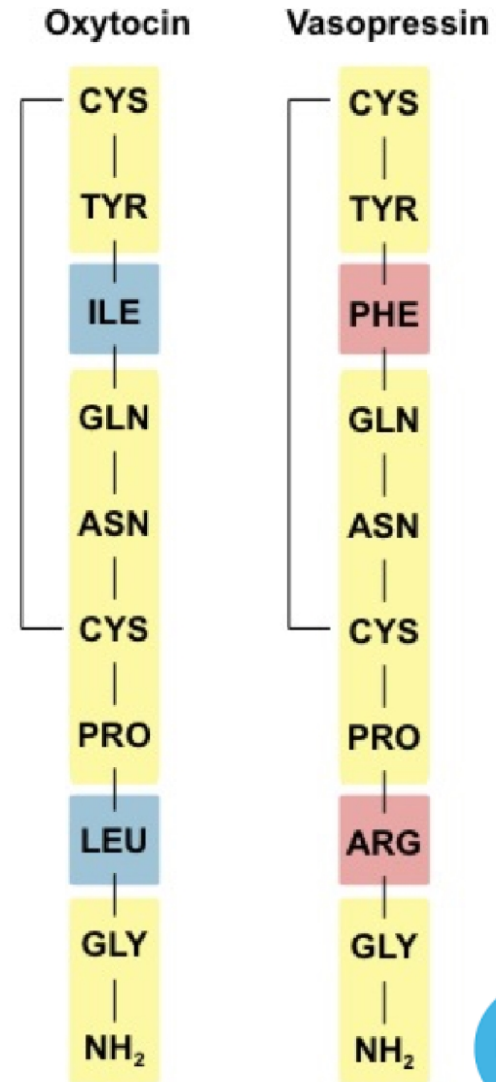 Oxytocin Vasopressin
CYS CYS
TYR TYR
ILE PHE
GLN GLN
ASN ASN
CYS CYS
PRO PRO
LEU ARG
GLY GLY
NH₂ NH₂